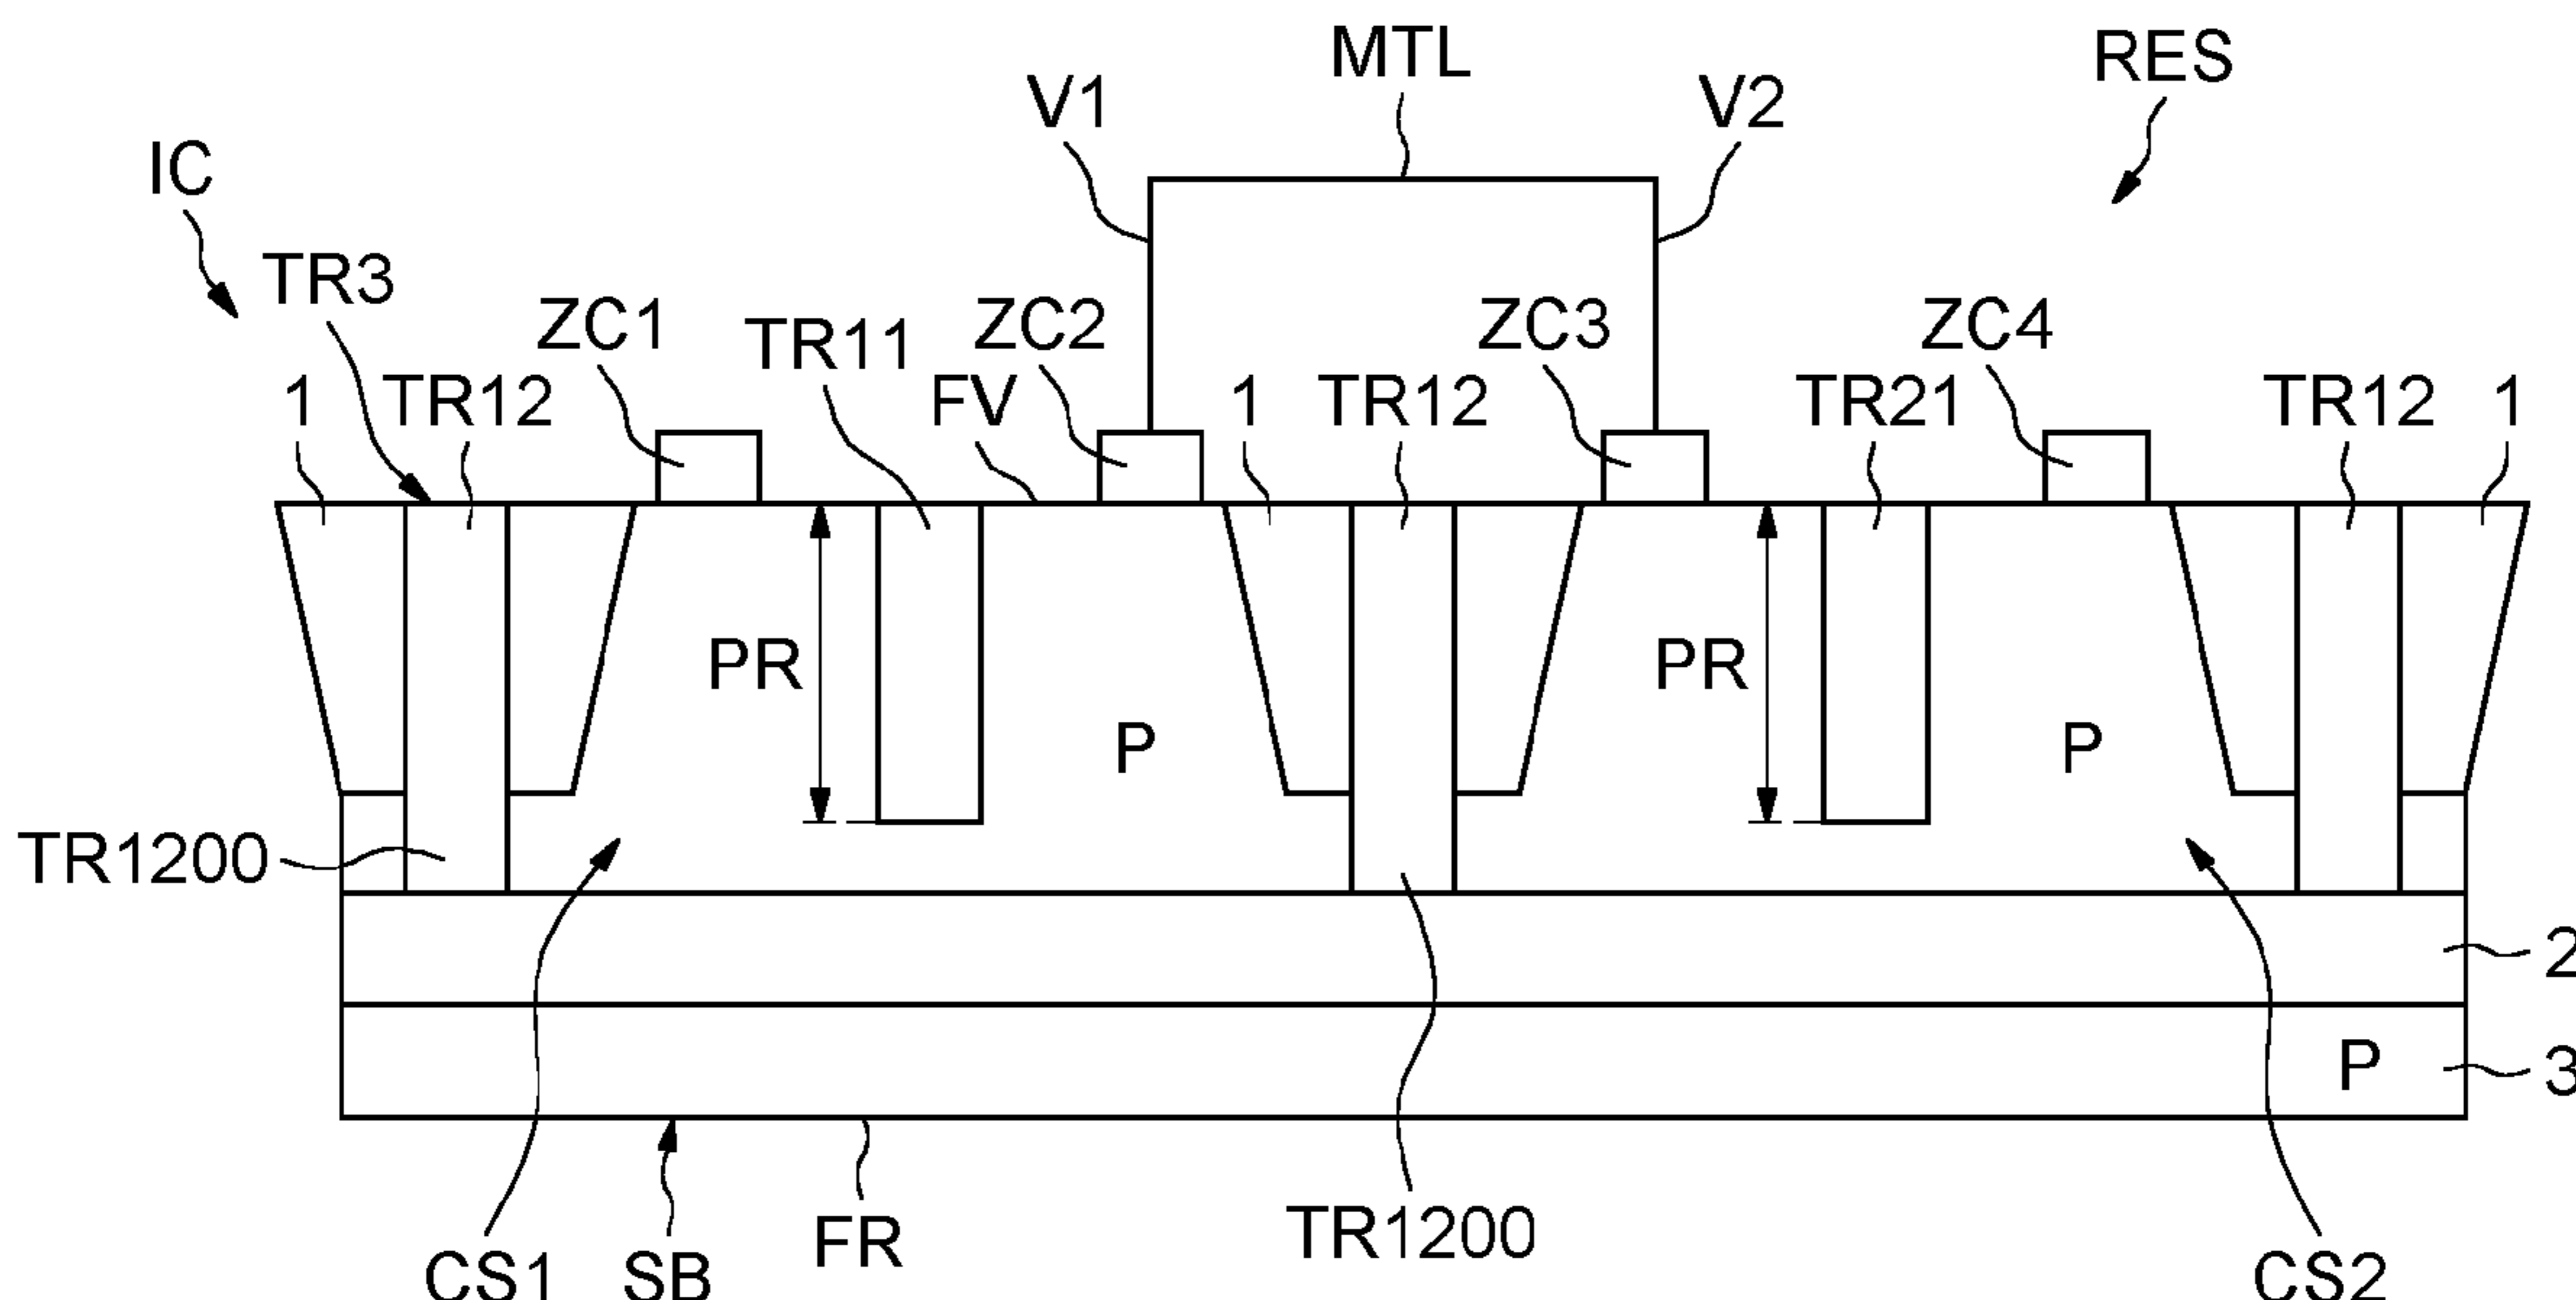 MTL
RES
V1
V2
IC
TR3
ZC1
TR11
ZC2
ZC3
ZC4
1
TR12
FV
1
TR12
TR21
TR12
1
PR
PR
P
P
TR1200
2
P
3
CS1
SB
FR
TR1200
CS2